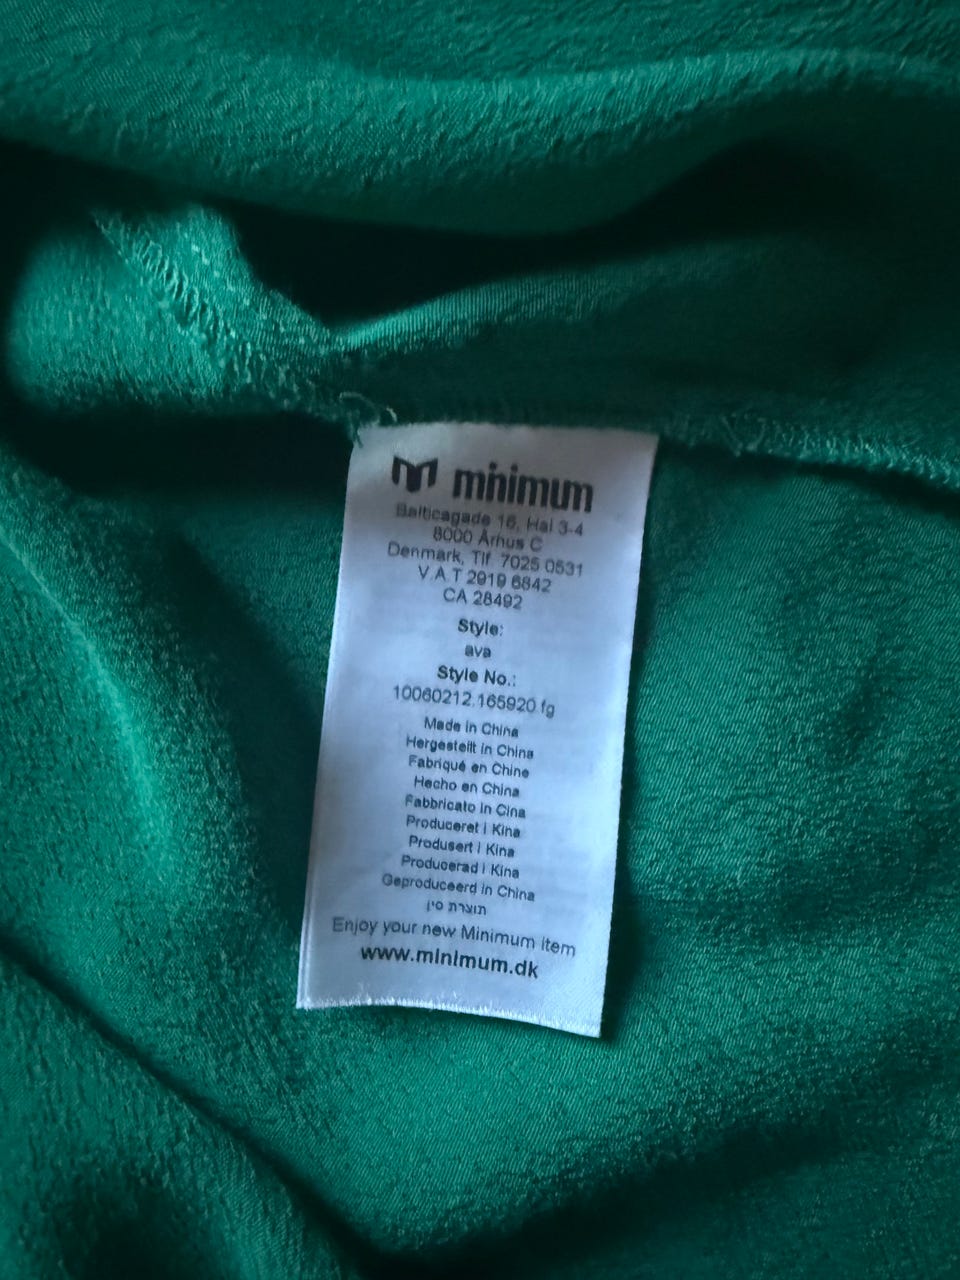 minimum
Balticagade 16, Hal 3-4
8000 Århus C
Denmark, Tlf. 7025 0531
V.A.T 2919 6842
CA 28492
Style:
ava
Style No.:
10060212.165920.fg
Made in China
Hergestellt in China
Fabriqué en Chine
Hecho en China
Fabbricato in Cina
Produceret i Kina
Produsert i Kina
Producerad i Kina
Geproduceerd in China
תוצרת סין
Enjoy your new Minimum item
www.minimum.dk